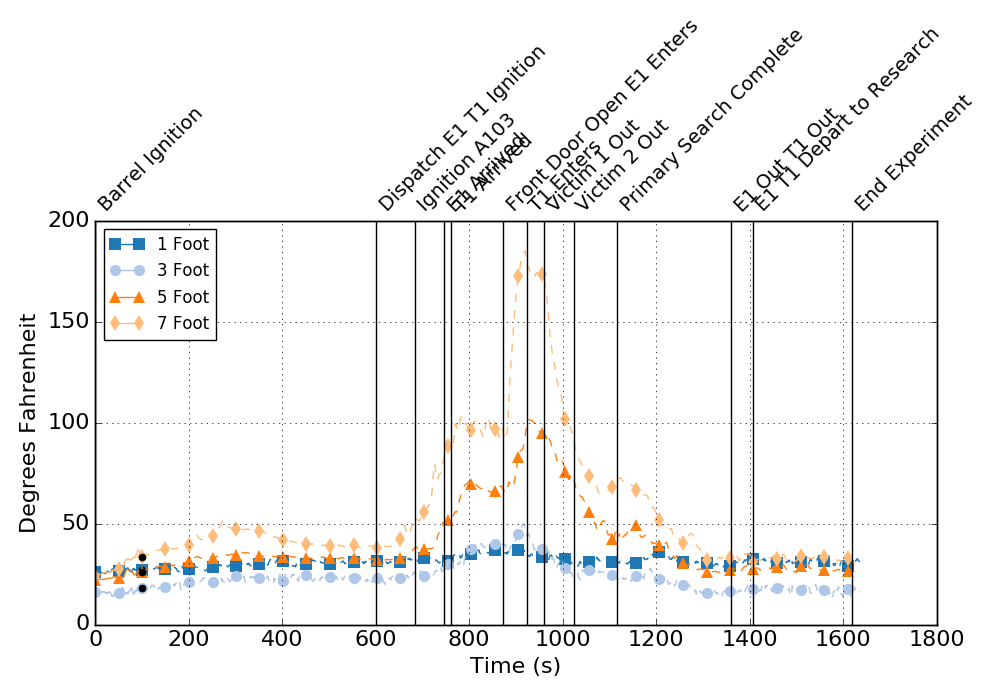 Barrel Ignition
Dispatch E1 T1 Ignition
Ignition A103
E1 Arrived
T1 Arrived
Front Door Open E1 Enters
T1 Enters
Victim 1 Out
Victim 2 Out
Primary Search Complete
E1 Out T1 Out
E1 T1 Depart to Research
End Experiment
200
150
100
50
0
Degrees Fahrenheit
1 Foot
3 Foot
5 Foot
7 Foot
0 200 400 600 800 1000 1200 1400 1600 1800
Time (s)